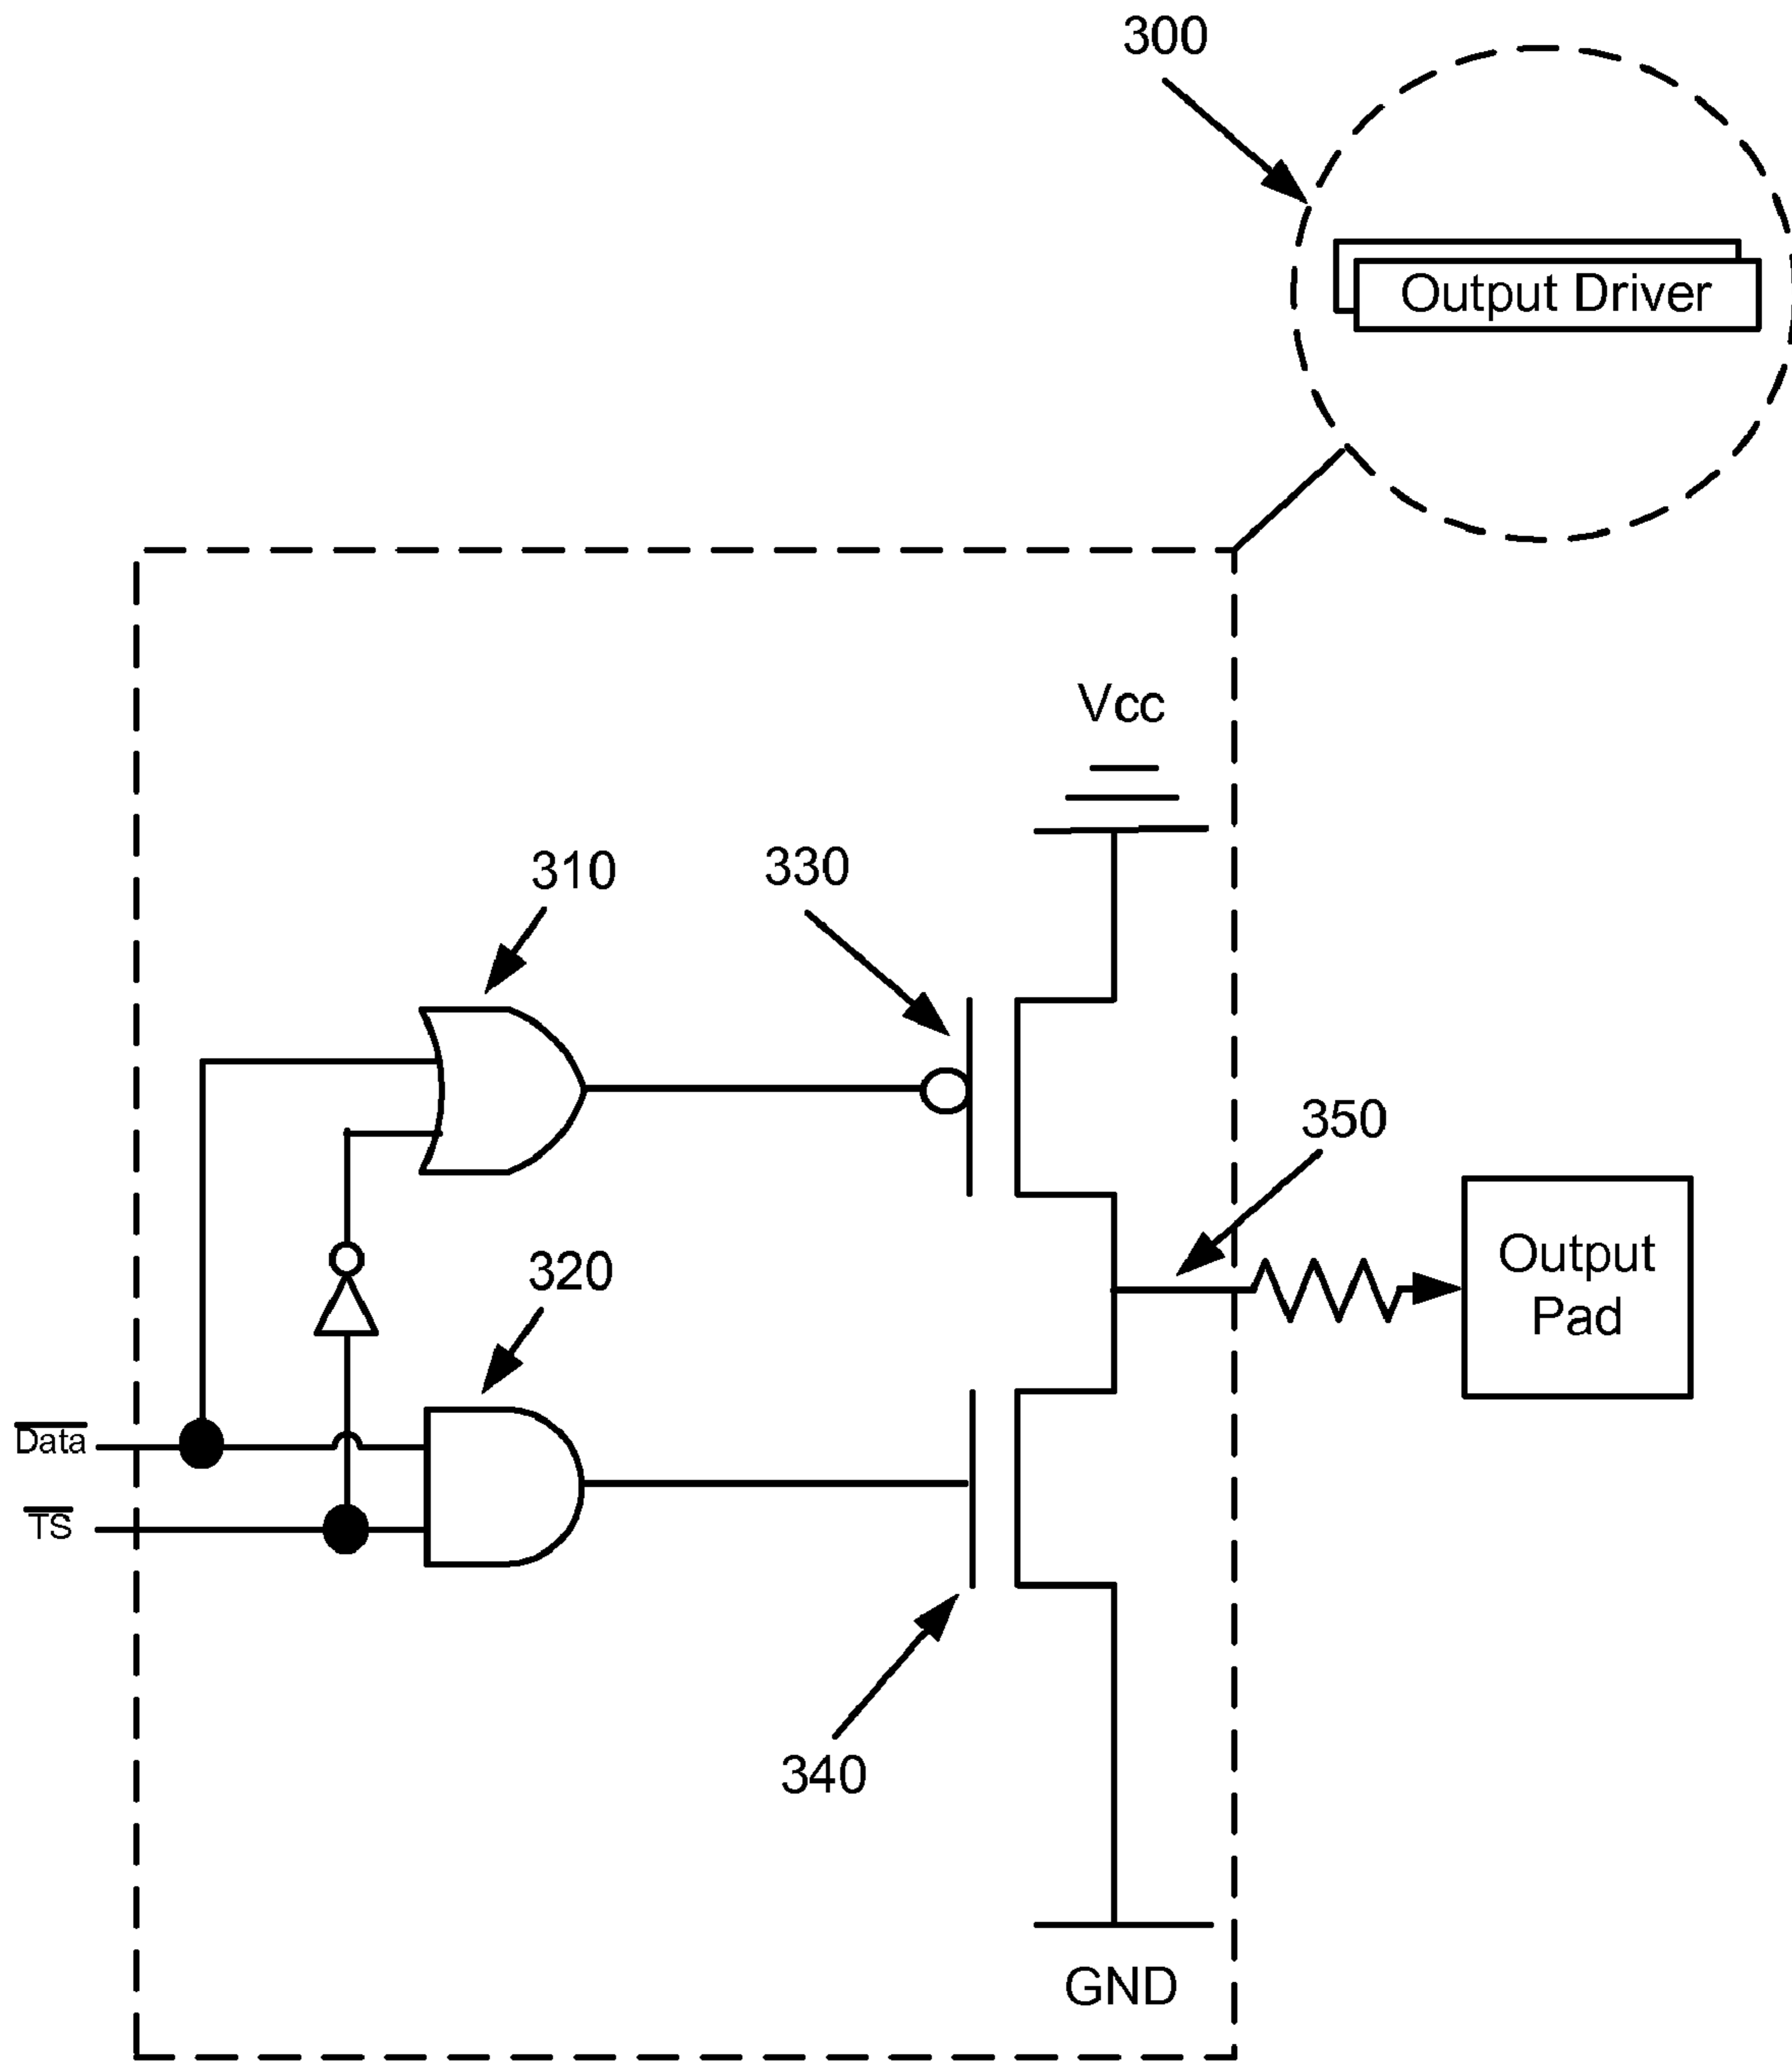 300
Output Driver
Vcc
310
330
350
Output
Pad
320
Data
TS
340
GND